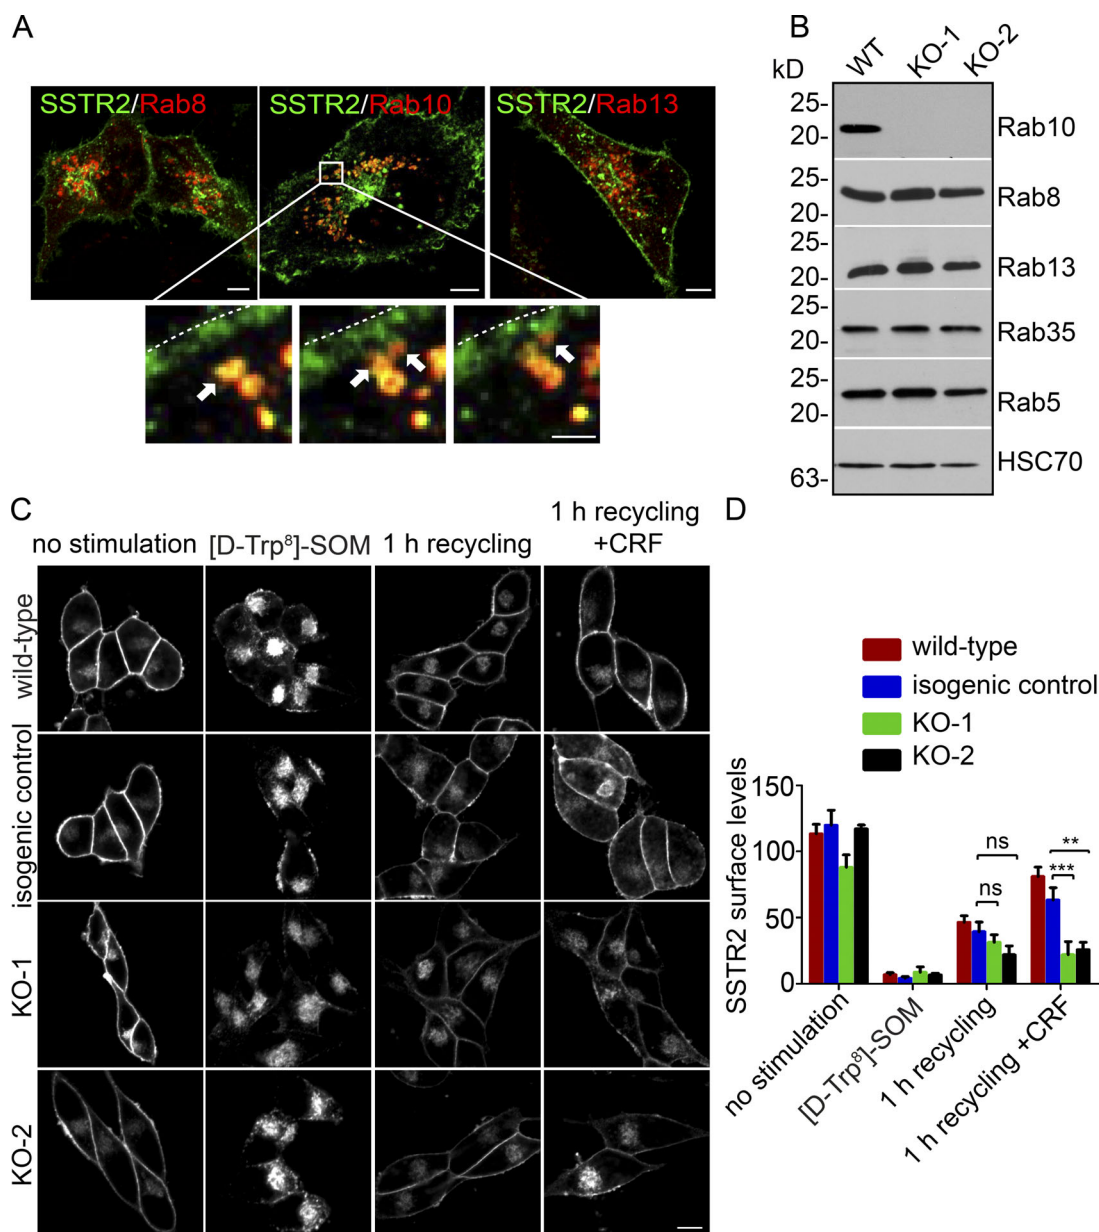 A
SSTR2/Rab8
SSTR2/Rab10
SSTR2/Rab13
B
kD
WT
KO-1
KO-2
25-
20-
Rab10
25-
20-
Rab8
25-
20-
Rab13
25-
20-
Rab35
25-
20-
Rab5
63-
HSC70
C
no stimulation
[D-Trp⁸]-SOM
1 h recycling
1 h recycling
+CRF
wild-type
isogenic control
KO-1
KO-2
D
wild-type
isogenic control
KO-1
KO-2
SSTR2 surface levels
150
100
50
0
ns
ns
**
***
no stimulation
[D-Trp⁸]-SOM
1 h recycling
1 h recycling +CRF